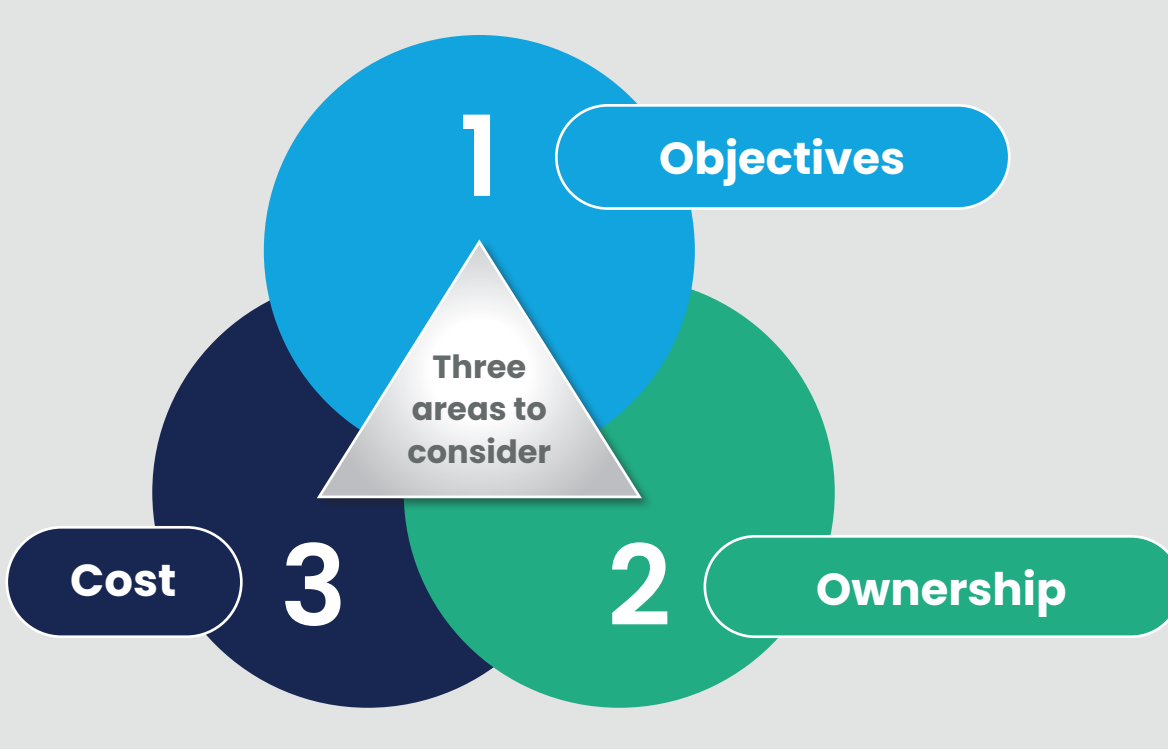 1
Objectives
Three
areas to
consider
Cost
3
2
Ownership